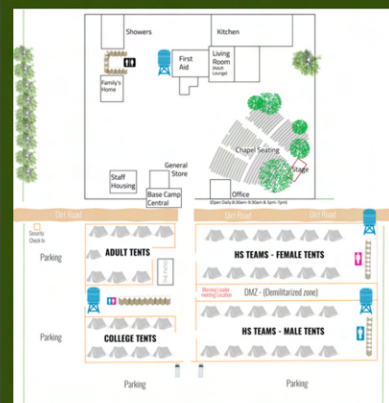 Showers
Kitchen
First
Aid
Living
Room
(Adult
Lounge)
Family's
Home
Chapel Seating
Stage
General
Store
Staff
Housing
Base Camp
Central
Office
(Open Daily 8:30am-9:30am & 5pm-6pm)
Dirt Road
Dirt Road
Dirt Road
Security
Check In
Parking
ADULT TENTS
THE PATIO
HS TEAMS - FEMALE TENTS
Morning Leader
meeting Location
DMZ - (Demilitarized zone)
Parking
COLLEGE TENTS
HS TEAMS - MALE TENTS
Parking
Parking